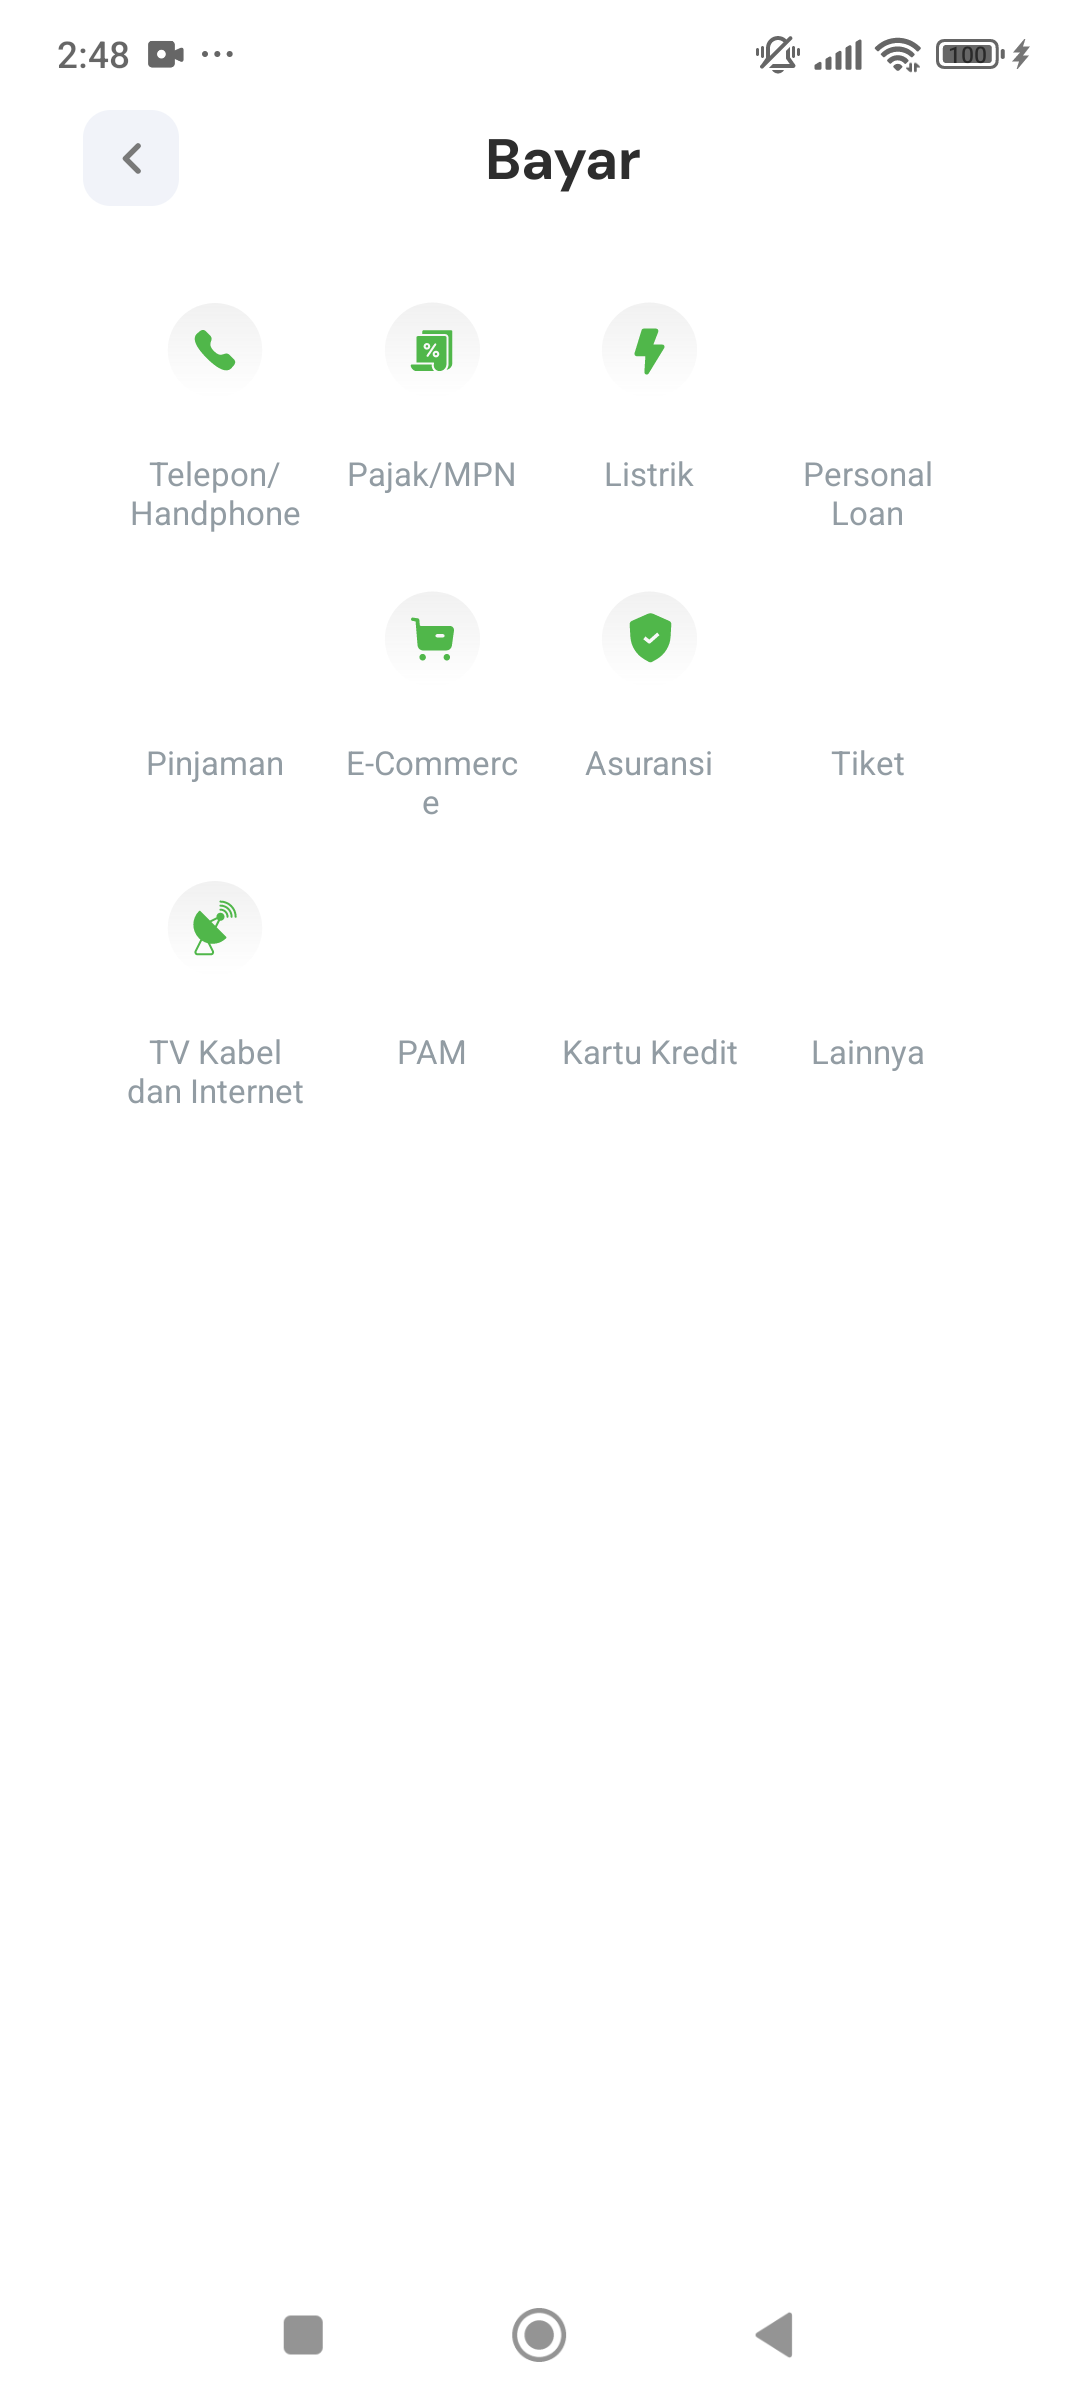 2:48
100
Bayar
Telepon/
Handphone
Pajak/MPN
Listrik
Personal
Loan
Pinjaman
E-Commerc
e
Asuransi
Tiket
TV Kabel
dan Internet
PAM
Kartu Kredit
Lainnya